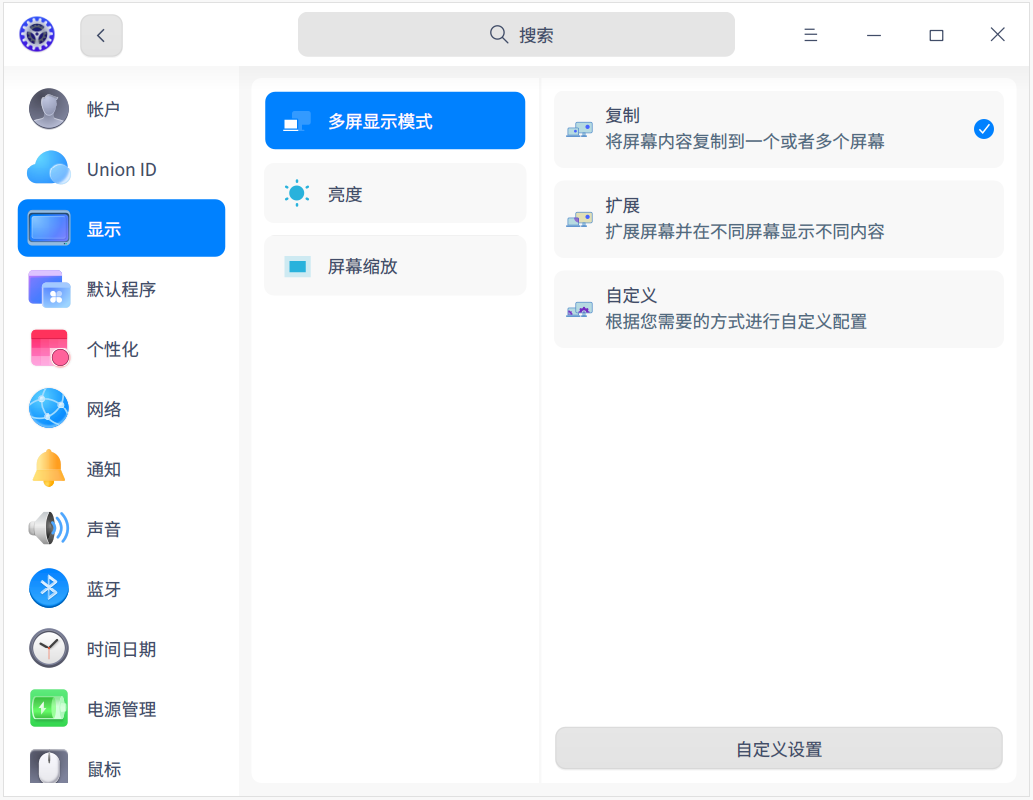 搜索
帐户
Union ID
显示
默认程序
个性化
网络
通知
声音
蓝牙
时间日期
电源管理
鼠标
多屏显示模式
亮度
屏幕缩放
复制
将屏幕内容复制到一个或者多个屏幕
扩展
扩展屏幕并在不同屏幕显示不同内容
自定义
根据您需要的方式进行自定义配置
自定义设置